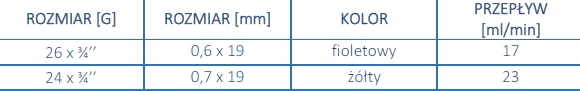 ROZMIAR [G] ROZMIAR [mm] KOLOR PRZEPŁYW [ml/min]
26 x ¾’’ 0,6 x 19 fioletowy 17
24 x ¾’’ 0,7 x 19 żółty 23